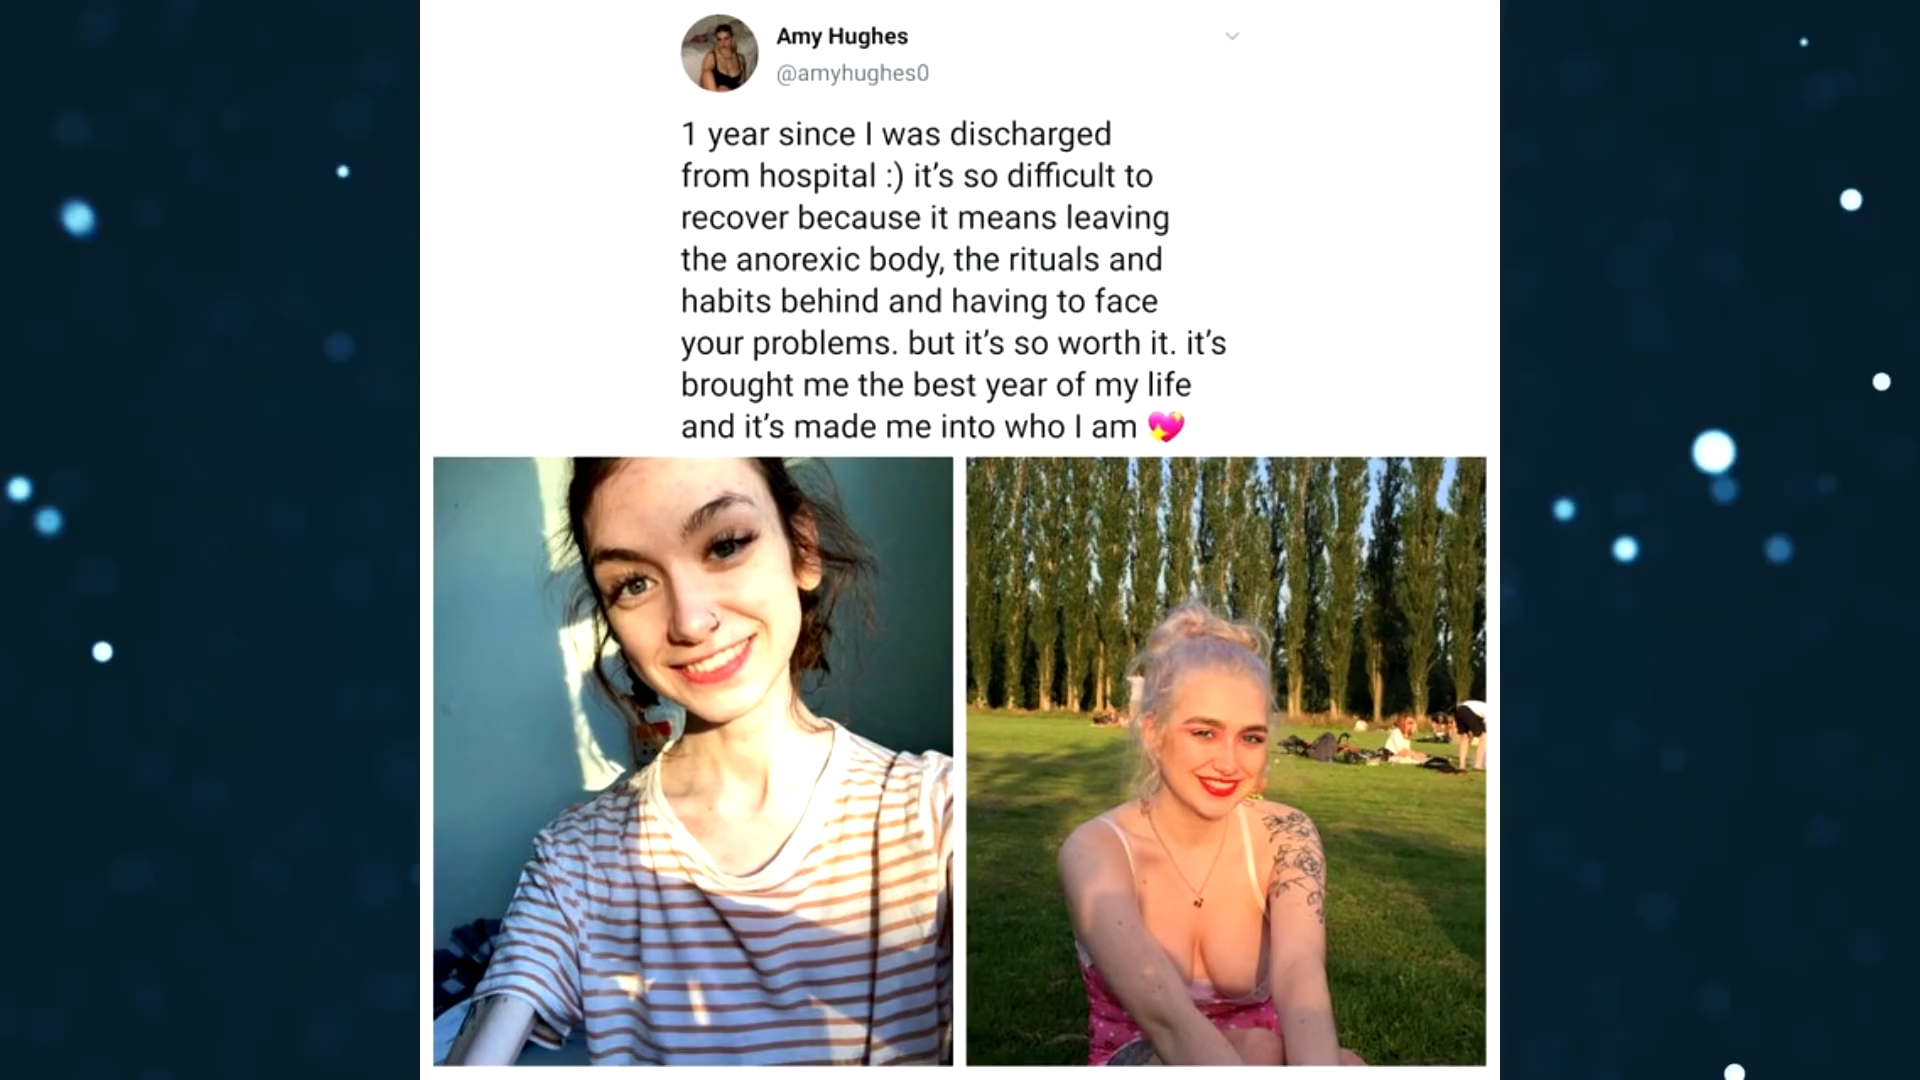 Amy Hughes
@amyhughes0
1 year since I was discharged
from hospital :) it’s so difficult to
recover because it means leaving
the anorexic body, the rituals and
habits behind and having to face
your problems. but it’s so worth it. it’s
brought me the best year of my life
and it’s made me into who I am 💖